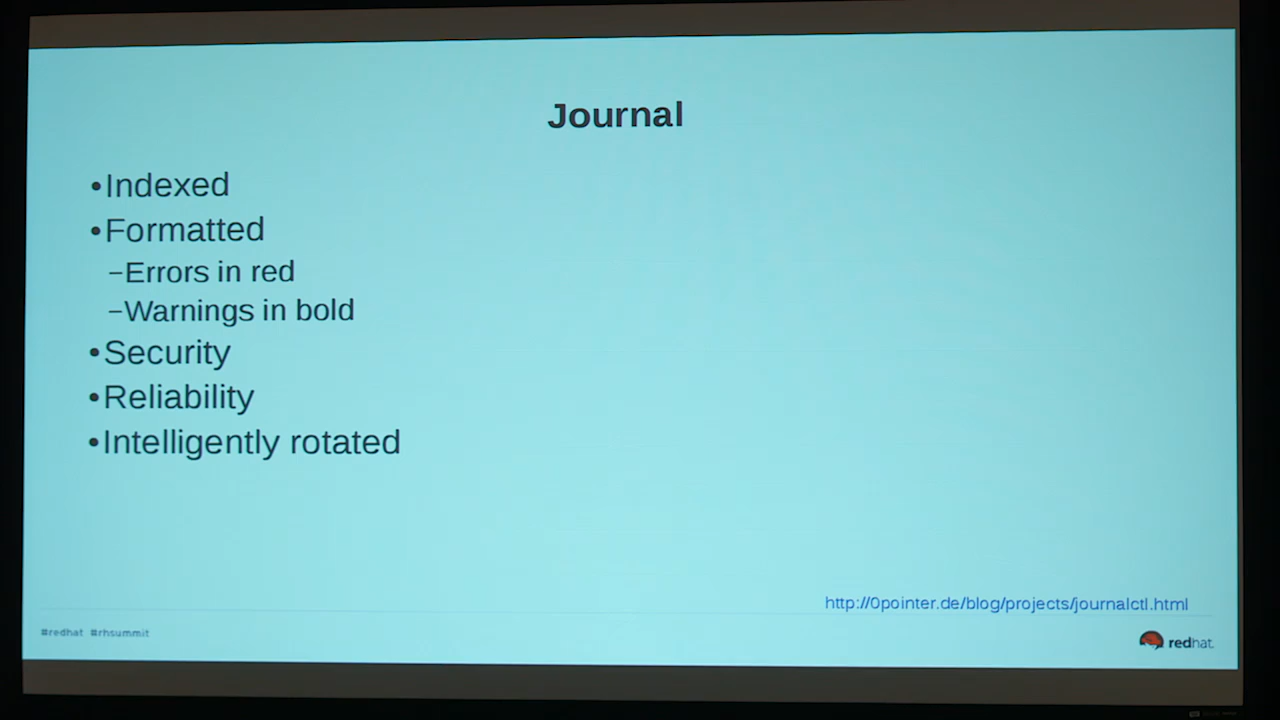 Journal
•Indexed
•Formatted
–Errors in red
–Warnings in bold
•Security
•Reliability
•Intelligently rotated
http://0pointer.de/blog/projects/journalctl.html
#redhat #rhsummit
redhat.